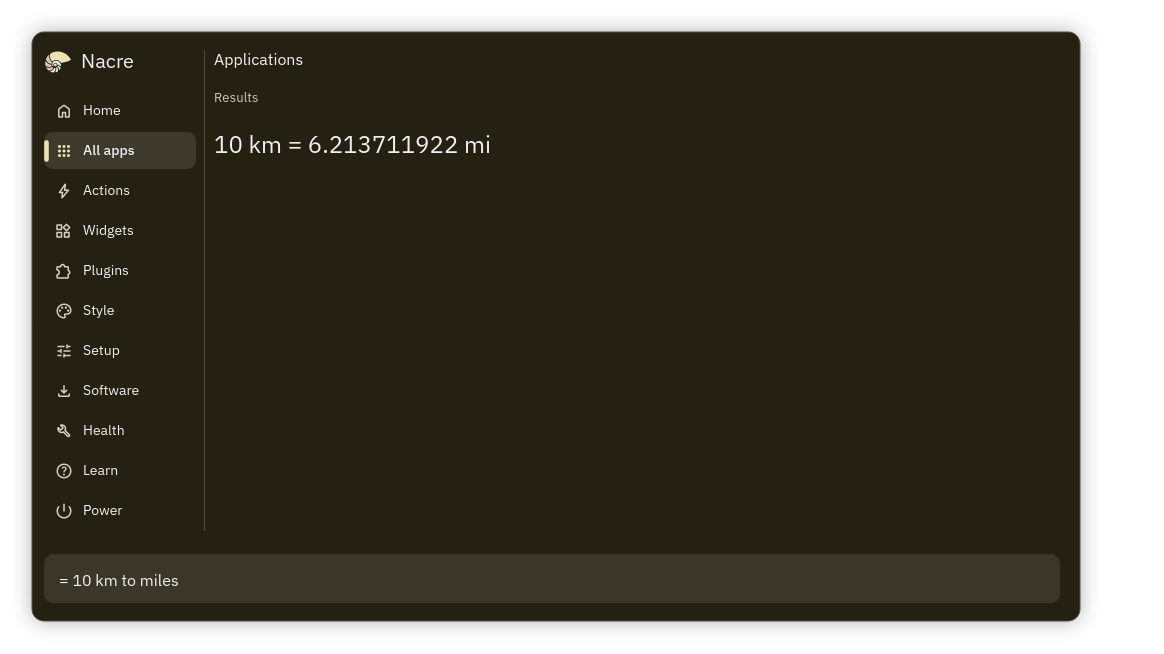 Nacre
Home
All apps
Actions
Widgets
Plugins
Style
Setup
Software
Health
Learn
Power
Applications
Results
10 km = 6.213711922 mi
= 10 km to miles